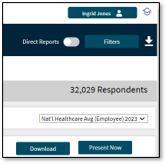 Ingrid Jones
Direct Reports
Filters
32,029 Respondents
Nat'l Healthcare Avg (Employee) 2023
Download
Present Now